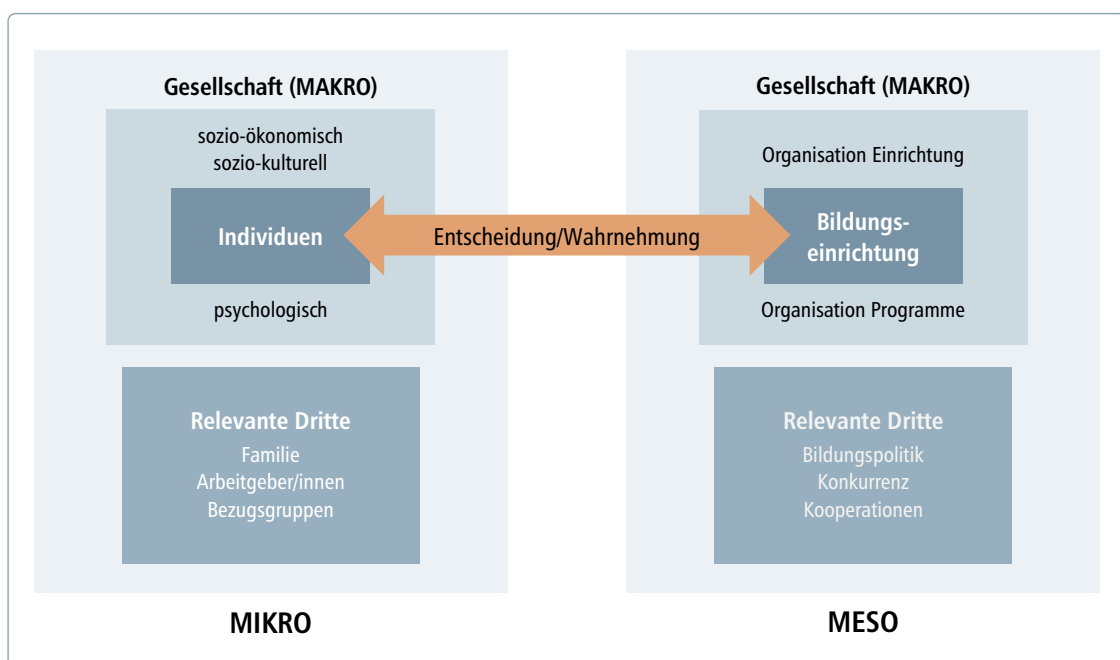 Gesellschaft (MAKRO)
sozio-ökonomisch
sozio-kulturell
Individuen
psychologisch
Relevante Dritte
Familie
Arbeitgeber/innen
Bezugsgruppen
MIKRO
Entscheidung/Wahrnehmung
Gesellschaft (MAKRO)
Organisation Einrichtung
Bildungs-
einrichtung
Organisation Programme
Relevante Dritte
Bildungspolitik
Konkurrenz
Kooperationen
MESO